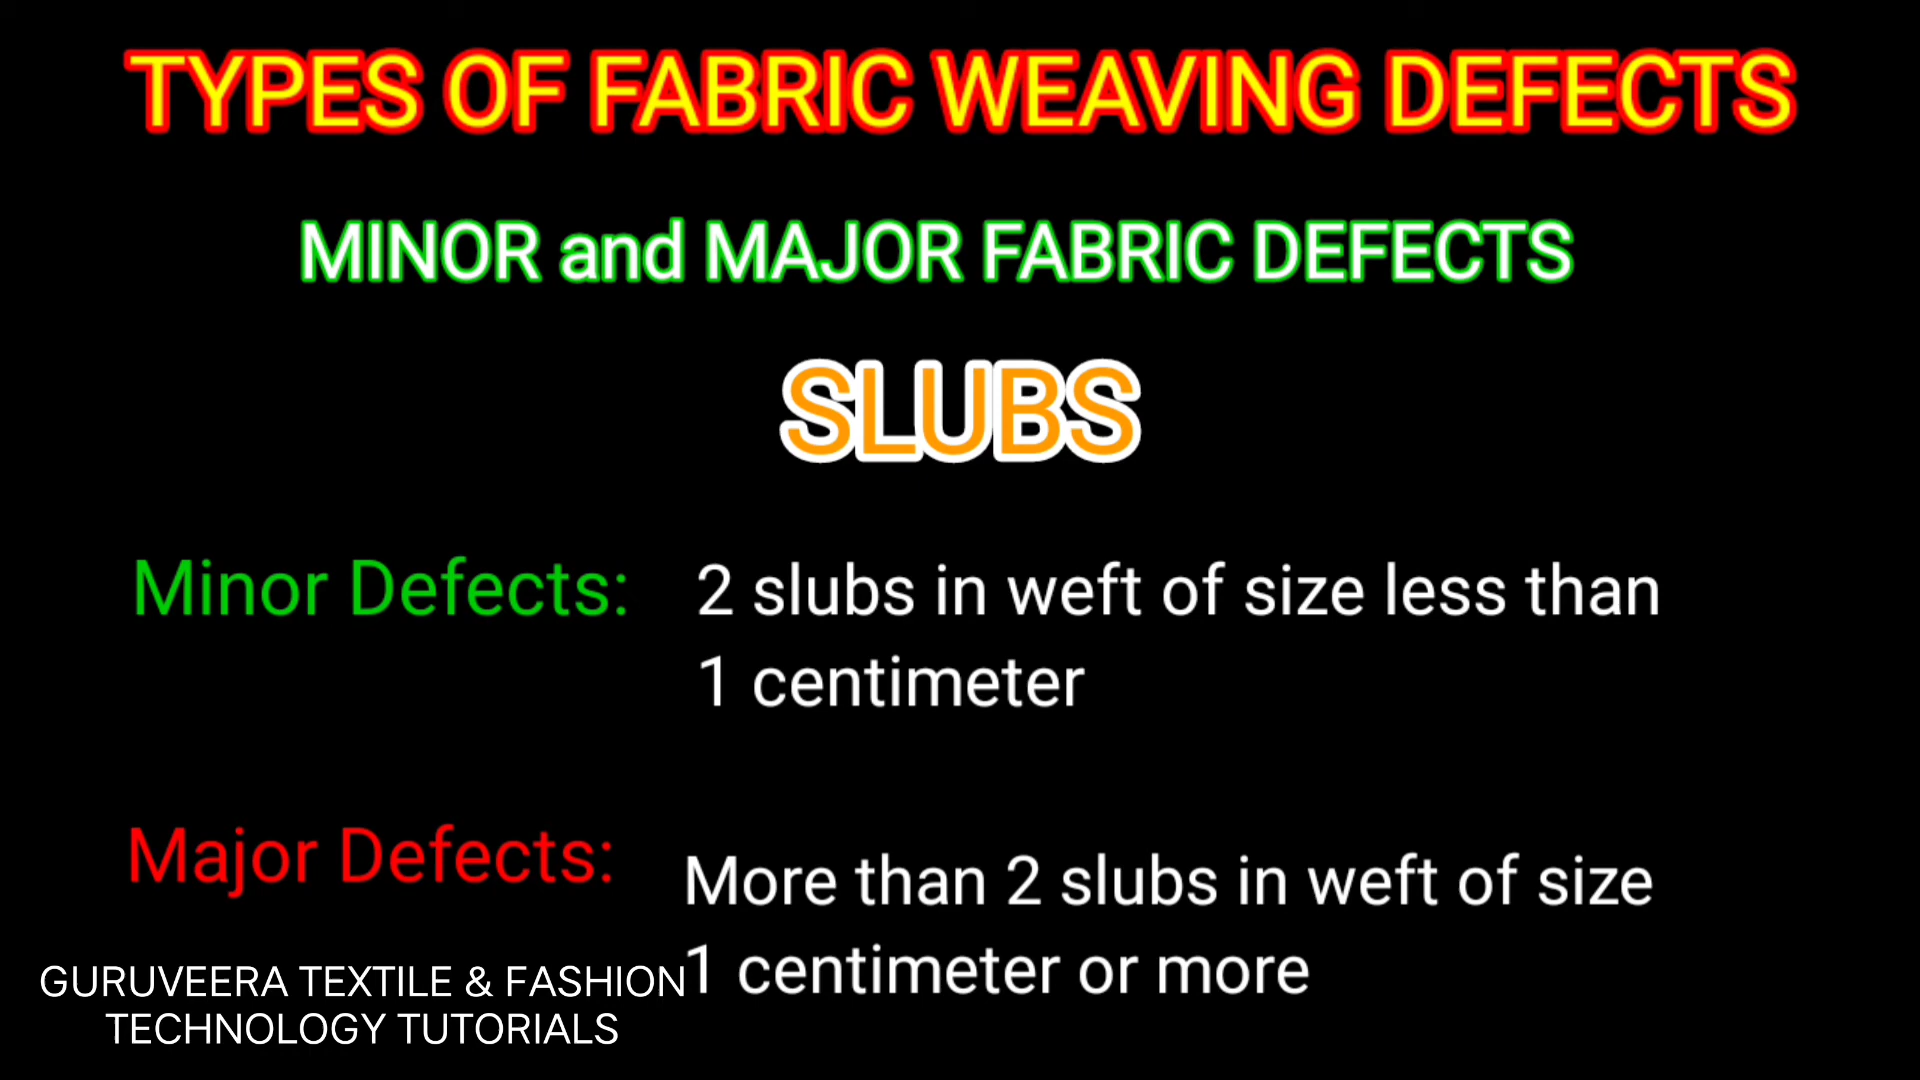 TYPES OF FABRIC WEAVING DEFECTS
MINOR and MAJOR FABRIC DEFECTS
SLUBS
Minor Defects: 2 slubs in weft of size less than
1 centimeter
Major Defects: More than 2 slubs in weft of size
1 centimeter or more
GURUVEERA TEXTILE & FASHION
TECHNOLOGY TUTORIALS